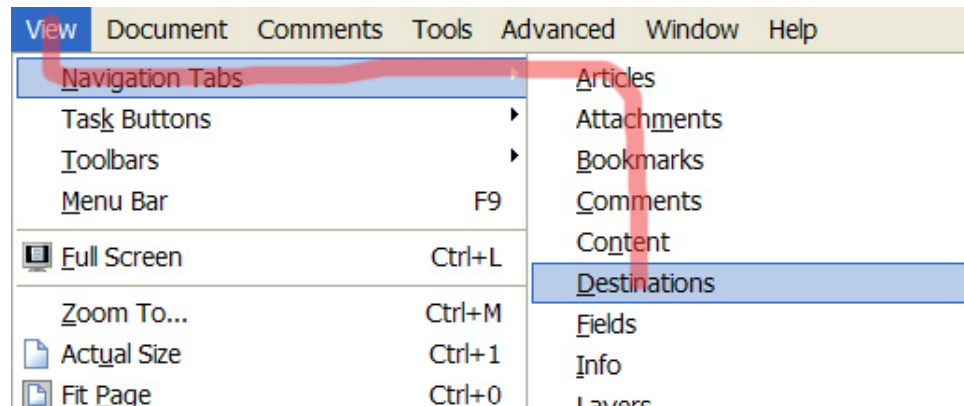 View Document Comments Tools Advanced Window Help
Navigation Tabs
Task Buttons
Toolbars
Menu Bar F9
Full Screen Ctrl+L
Zoom To... Ctrl+M
Actual Size Ctrl+1
Fit Page Ctrl+0
Articles
Attachments
Bookmarks
Comments
Content
Destinations
Fields
Info
Layers